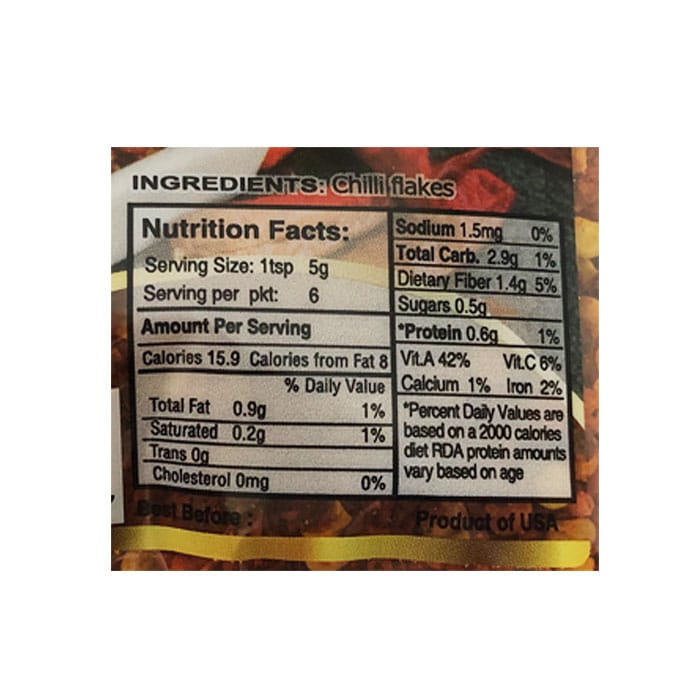 INGREDIENTS: Chilli flakes
Nutrition Facts:
Serving Size: 1tsp 5g
Serving per pkt: 6
Amount Per Serving
Calories 15.9 Calories from Fat 8
% Daily Value
Total Fat 0.9g 1%
Saturated 0.2g 1%
Trans 0g
Cholesterol 0mg 0%
Sodium 1.5mg 0%
Total Carb. 2.9g 1%
Dietary Fiber 1.4g 5%
Sugars 0.5g
*Protein 0.6g 1%
Vit.A 42% Vit.C 6%
Calcium 1% Iron 2%
*Percent Daily Values are
based on a 2000 calories
diet RDA protein amounts
vary based on age
Best Before :
Product of USA